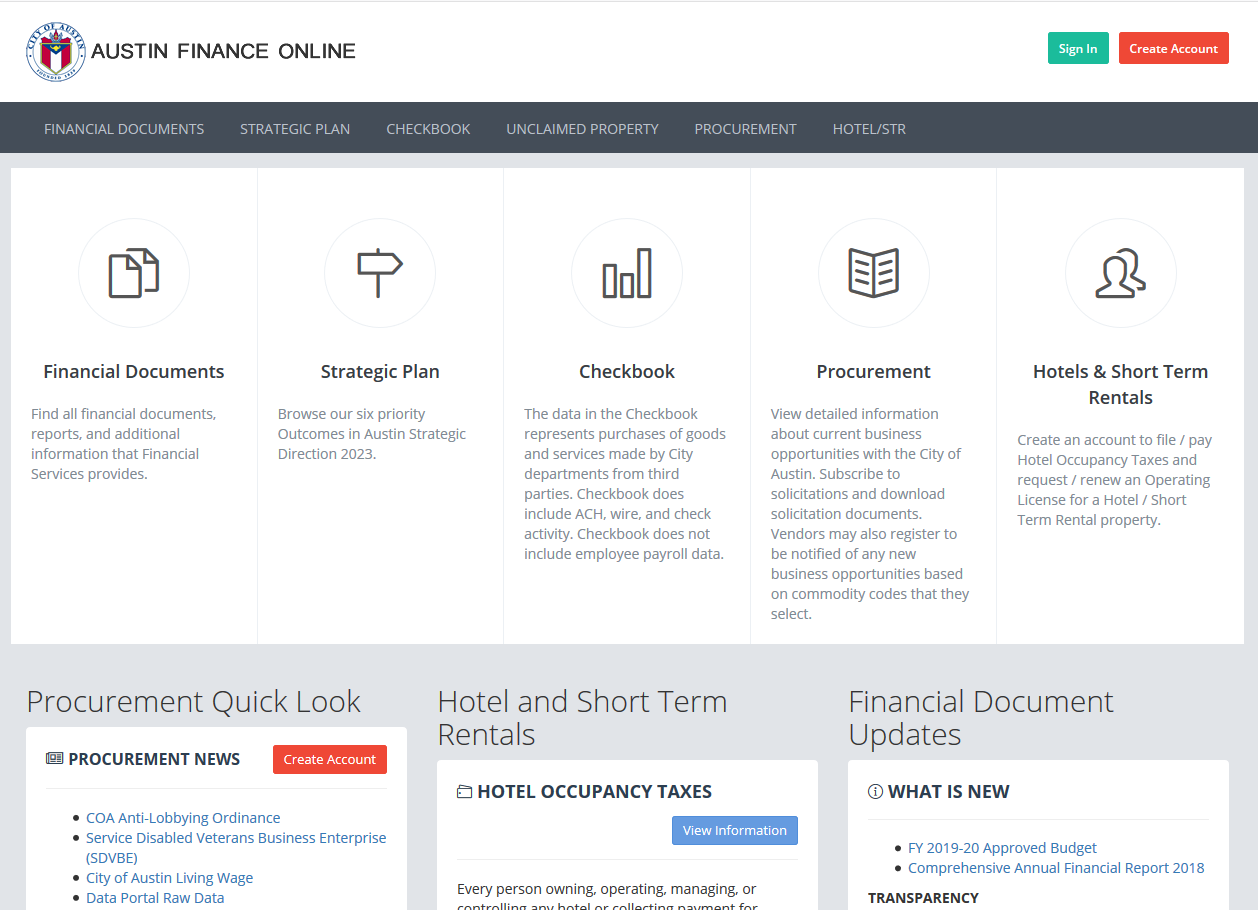 CITY OF AUSTIN
FOUNDED 1839
AUSTIN FINANCE ONLINE
Sign In
Create Account
FINANCIAL DOCUMENTS
STRATEGIC PLAN
CHECKBOOK
UNCLAIMED PROPERTY
PROCUREMENT
HOTEL/STR
Financial Documents
Find all financial documents,
reports, and additional
information that Financial
Services provides.
Strategic Plan
Browse our six priority
Outcomes in Austin Strategic
Direction 2023.
Checkbook
The data in the Checkbook
represents purchases of goods
and services made by City
departments from third
parties. Checkbook does
include ACH, wire, and check
activity. Checkbook does not
include employee payroll data.
Procurement
View detailed information
about current business
opportunities with the City of
Austin. Subscribe to
solicitations and download
solicitation documents.
Vendors may also register to
be notified of any new
business opportunities based
on commodity codes that they
select.
Hotels & Short Term
Rentals
Create an account to file / pay
Hotel Occupancy Taxes and
request / renew an Operating
License for a Hotel / Short
Term Rental property.
Procurement Quick Look
PROCUREMENT NEWS
Create Account
COA Anti-Lobbying Ordinance
Service Disabled Veterans Business Enterprise
(SDVBE)
City of Austin Living Wage
Data Portal Raw Data
Hotel and Short Term
Rentals
HOTEL OCCUPANCY TAXES
View Information
Every person owning, operating, managing, or
controlling any hotel or collecting payment for
Financial Document
Updates
WHAT IS NEW
FY 2019-20 Approved Budget
Comprehensive Annual Financial Report 2018
TRANSPARENCY